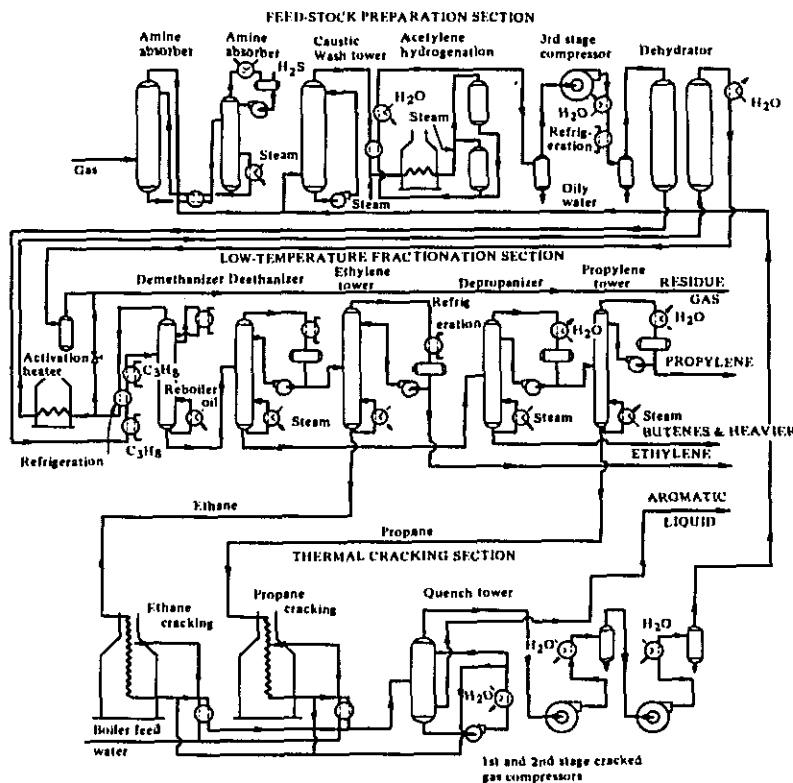 FEED-STOCK PREPARATION SECTION
Amine
absorber
Amine
absorber
H₂S
Caustic
Wash tower
Acetylene
hydrogenation
3rd stage
compressor
Dehydrator
H₂O
Steam
H₂O
Refrig-
eration
H₂O
Gas
Steam
Steam
Oily
water
LOW-TEMPERATURE FRACTIONATION SECTION
Demethanizer
Deethanizer
Ethylene
tower
Depropanizer
Propylene
tower
RESIDUE
GAS
Refrig
eration
H₂O
H₂O
Activation
heater
C₃H₈
Reboiler
oil
PROPYLENE
Steam
Steam
Steam
C₃H₈
Refrigeration
BUTENES & HEAVIER
ETHYLENE
Ethane
AROMATIC
LIQUID
Propane
THERMAL CRACKING SECTION
Ethane
cracking
Propane
cracking
Quench tower
H₂O
H₂O
H₂O
Boiler feed
water
1st and 2nd stage cracked
gas compressors